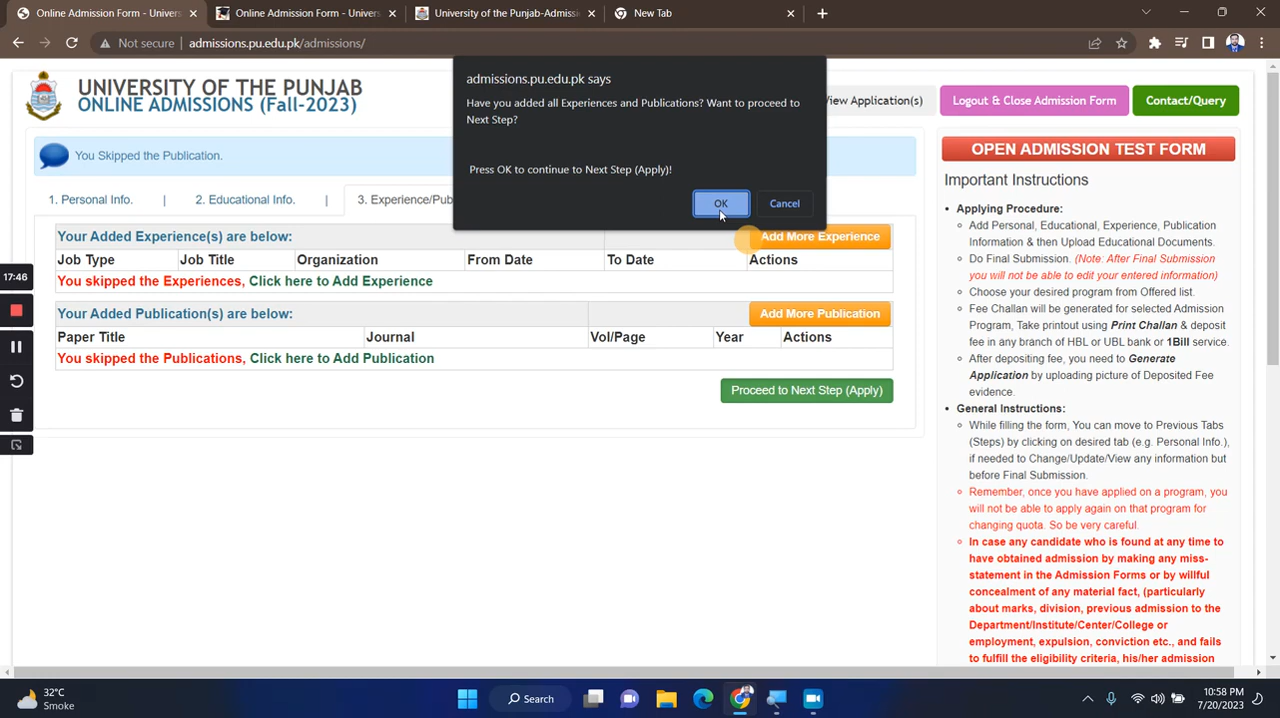 Online Admission Form - Univers
Online Admission Form - Univers
University of the Punjab-Admissi
New Tab
Not secure
admissions.pu.edu.pk/admissions/
UNIVERSITY OF THE PUNJAB
ONLINE ADMISSIONS (Fall-2023)
admissions.pu.edu.pk says
Have you added all Experiences and Publications? Want to proceed to
Next Step?
Press OK to continue to Next Step (Apply)!
OK
Cancel
View Application(s)
Logout & Close Admission Form
Contact/Query
You Skipped the Publication.
1. Personal Info.
|
2. Educational Info.
|
3. Experience/Pub
Your Added Experience(s) are below:
Add More Experience
Job Type
Job Title
Organization
From Date
To Date
Actions
You skipped the Experiences, Click here to Add Experience
Your Added Publication(s) are below:
Add More Publication
Paper Title
Journal
Vol/Page
Year
Actions
You skipped the Publications, Click here to Add Publication
Proceed to Next Step (Apply)
17:46
OPEN ADMISSION TEST FORM
Important Instructions
Applying Procedure:
Add Personal, Educational, Experience, Publication
Information & then Upload Educational Documents.
Do Final Submission. (Note: After Final Submission
you will not be able to edit your entered information)
Choose your desired program from Offered list.
Fee Challan will be generated for selected Admission
Program, Take printout using Print Challan & deposit
fee in any branch of HBL or UBL bank or 1Bill service.
After depositing fee, you need to Generate
Application by uploading picture of Deposited Fee
evidence.
General Instructions:
While filling the form, You can move to Previous Tabs
(Steps) by clicking on desired tab (e.g. Personal Info.),
if needed to Change/Update/View any information but
before Final Submission.
Remember, once you have applied on a program, you
will not be able to apply again on that program for
changing quota. So be very careful.
In case any candidate who is found at any time to
have obtained admission by making any miss-
statement in the Admission Forms or by willful
concealment of any material fact, (particularly
about marks, division, previous admission to the
Department/Institute/Center/College or
employment, expulsion, conviction etc., and fails
to fulfill the eligibility criteria, his/her admission
32°C
Smoke
Search
10:58 PM
7/20/2023